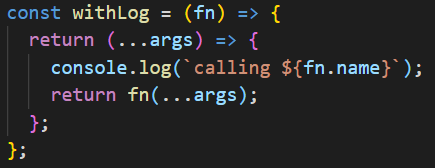 const withLog = (fn) => {
  return (...args) => {
    console.log(`calling ${fn.name}`);
    return fn(...args);
  };
};